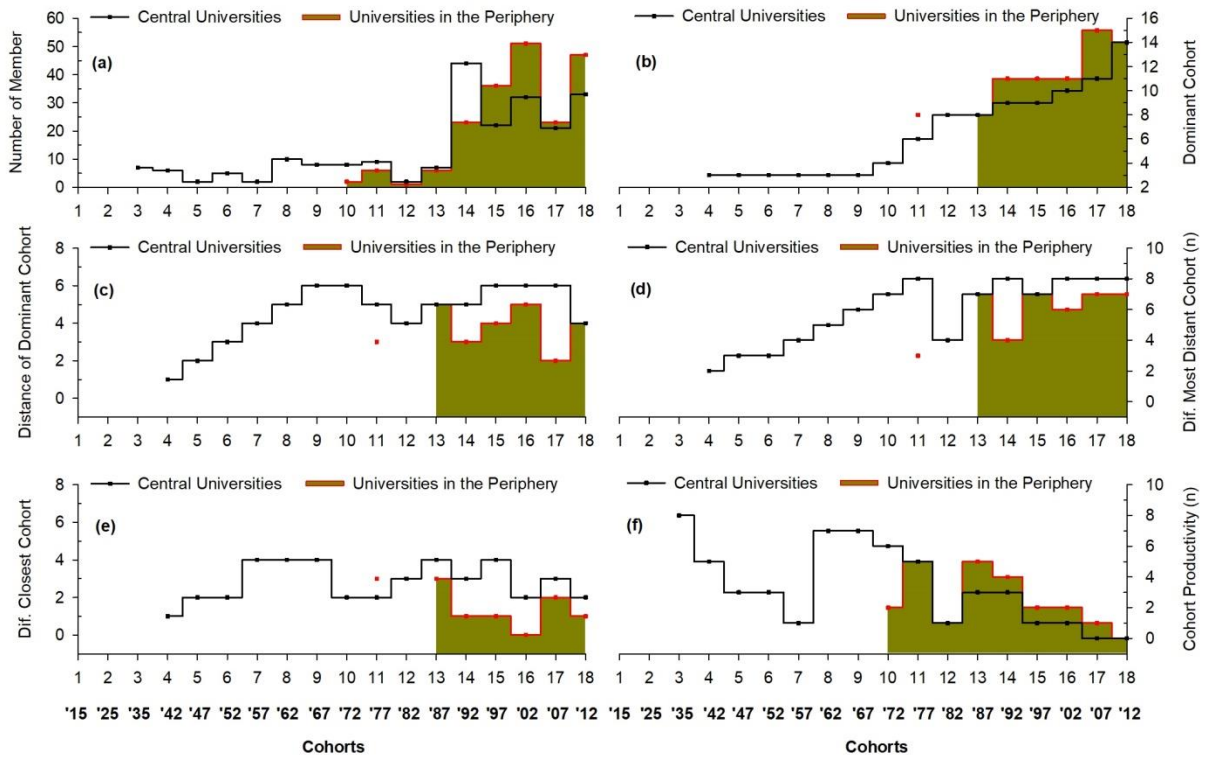 Central Universities Universities in the Periphery
Central Universities Universities in the Periphery
60
50
40
30
20
10
0
Number of Member
(a)
1 2 3 4 5 6 7 8 9 10 11 12 13 14 15 16 17 18
(b)
16
14
12
10
8
6
4
2
Dominant Cohort
1 2 3 4 5 6 7 8 9 10 11 12 13 14 15 16 17 18
Central Universities Universities in the Periphery
8
6
4
2
0
Distance of Dominant Cohort
(c)
1 2 3 4 5 6 7 8 9 10 11 12 13 14 15 16 17 18
Central Universities Universities in the Periphery
(d)
10
8
6
4
2
0
Dif. Most Distant Cohort (n)
1 2 3 4 5 6 7 8 9 10 11 12 13 14 15 16 17 18
Central Universities Universities in the Periphery
8
6
4
2
0
Dif. Closest Cohort
(e)
1 2 3 4 5 6 7 8 9 10 11 12 13 14 15 16 17 18
'15 '25 '35 '42 '47 '52 '57 '62 '67 '72 '77 '82 '87 '92 '97 '02 '07 '12
Cohorts
Central Universities Universities in the Periphery
(f)
10
8
6
4
2
0
Cohort Productivity (n)
1 2 3 4 5 6 7 8 9 10 11 12 13 14 15 16 17 18
'15 '25 '35 '42 '47 '52 '57 '62 '67 '72 '77 '82 '87 '92 '97 '02 '07 '12
Cohorts